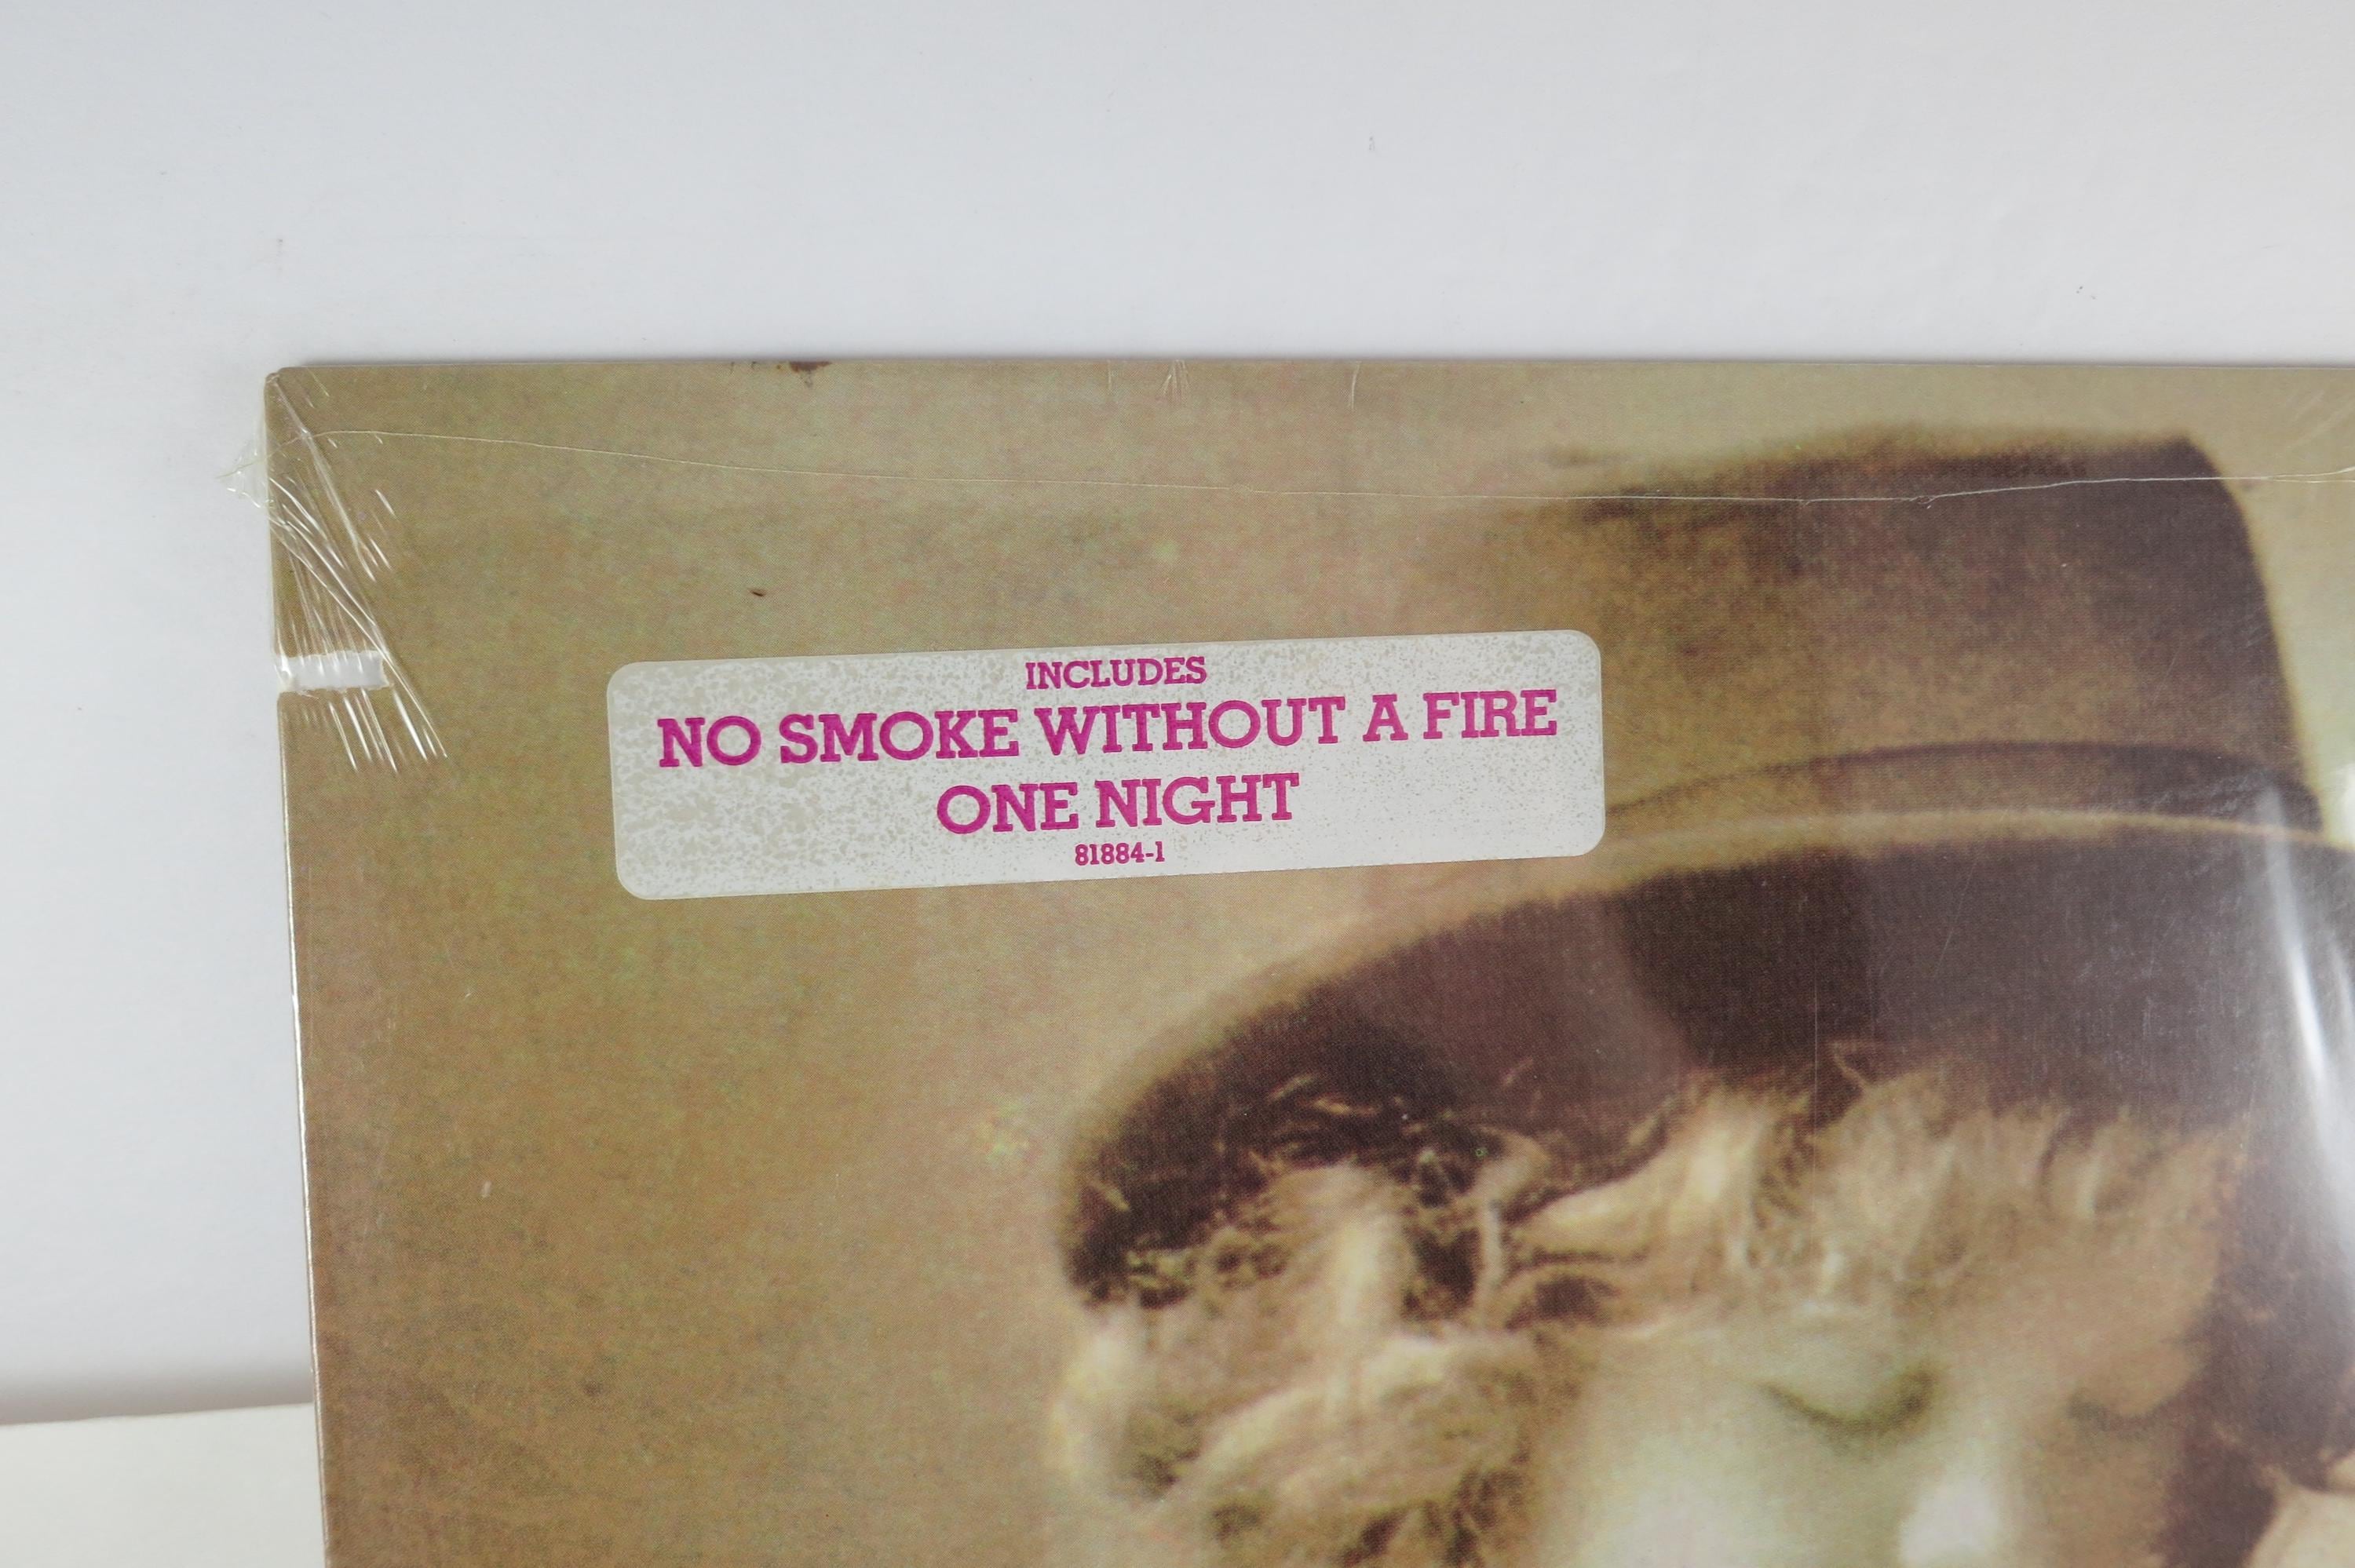 INCLUDES
NO SMOKE WITHOUT A FIRE
ONE NIGHT
81884-1